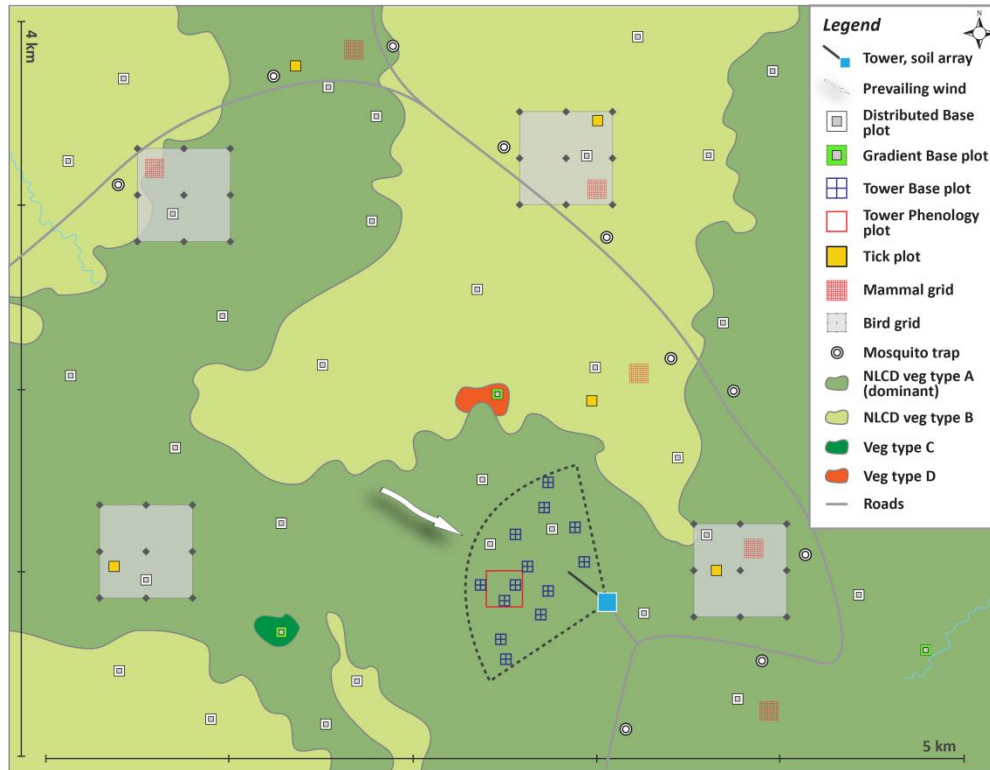 4 km
Legend
N
Tower, soil array
Prevailing wind
Distributed Base
plot
Gradient Base plot
Tower Base plot
Tower Phenology
plot
Tick plot
Mammal grid
Bird grid
Mosquito trap
NLCD veg type A
(dominant)
NLCD veg type B
Veg type C
Veg type D
Roads
5 km